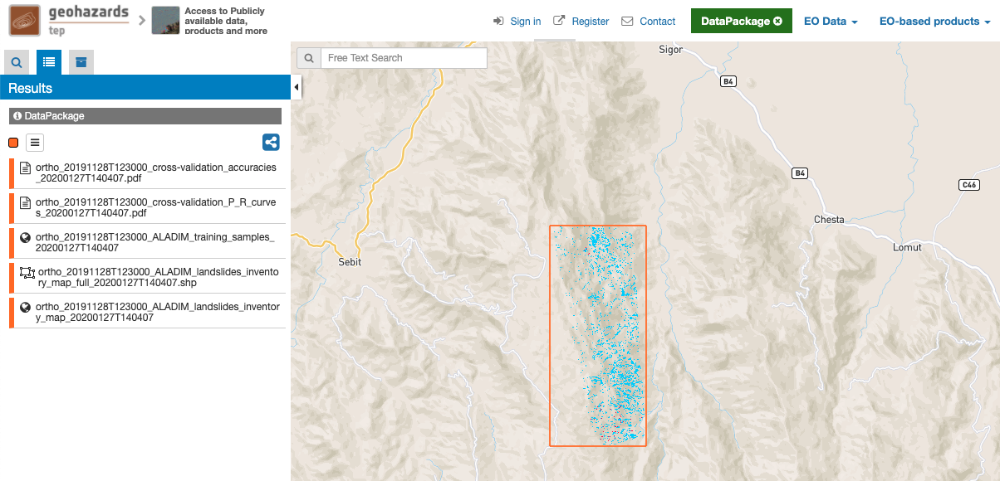 geohazards
tep
Access to Publicly
available data,
products and more
Sign in
Register
Contact
DataPackage
EO Data
EO-based products
Results
DataPackage
ortho_20191128T123000_cross-validation_accuracies
_20200127T140407.pdf
ortho_20191128T123000_cross-validation_P_R_curve
s_20200127T140407.pdf
ortho_20191128T123000_ALADIM_training_samples_
20200127T140407
ortho_20191128T123000_ALADIM_landslides_invento
ry_map_full_20200127T140407.shp
ortho_20191128T123000_ALADIM_landslides_inventor
y_map_20200127T140407
Free Text Search
Sigor
B4
B4
C46
Chesta
Lomut
Sebit